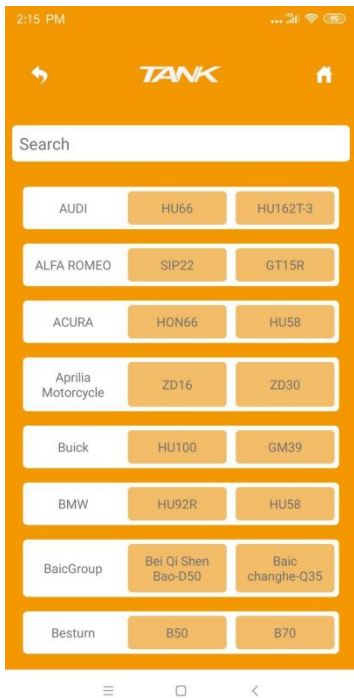 2:15 PM
TANK
Search
AUDI HU66 HU162T-3
ALFA ROMEO SIP22 GT15R
ACURA HON66 HU58
Aprilia
Motorcycle ZD16 ZD30
Buick HU100 GM39
BMW HU92R HU58
BaicGroup Bei Qi Shen
Bao-D50 Baic
changhe-Q35
Besturn B50 B70